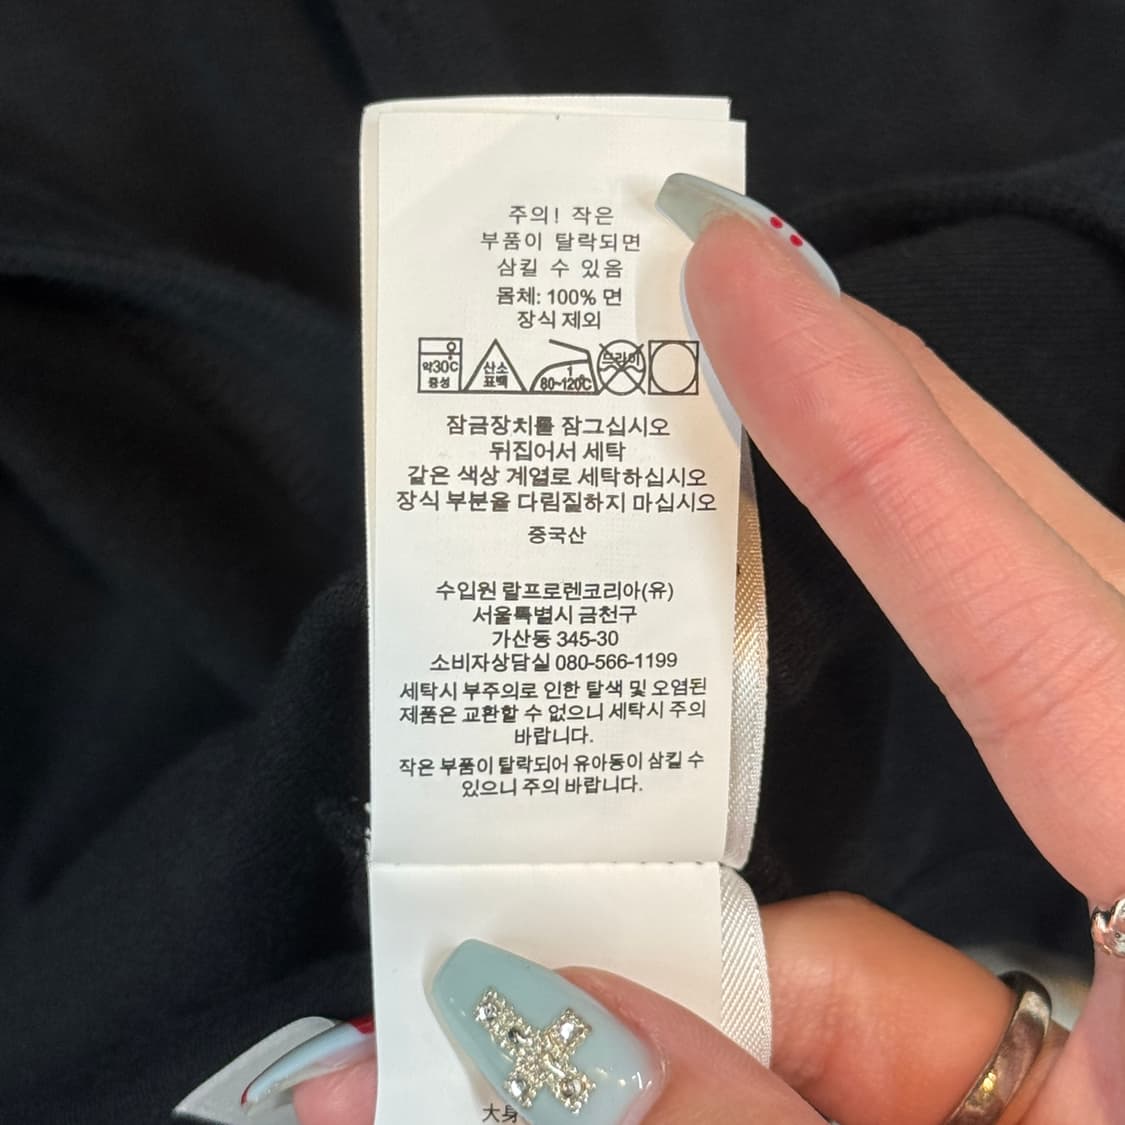 주의! 작은
부품이 탈락되면
삼킬 수 있음
몸체: 100% 면
장식 제외
약30℃
중성
산소
표백
1
80~120℃
드라이
잠금장치를 잠그십시오
뒤집어서 세탁
같은 색상 계열로 세탁하십시오
장식 부분을 다림질하지 마십시오
중국산
수입원 랄프로렌코리아(유)
서울특별시 금천구
가산동 345-30
소비자상담실 080-566-1199
세탁시 부주의로 인한 탈색 및 오염된
제품은 교환할 수 없으니 세탁시 주의
바랍니다.
작은 부품이 탈락되어 유아동이 삼킬 수
있으니 주의 바랍니다.
大身